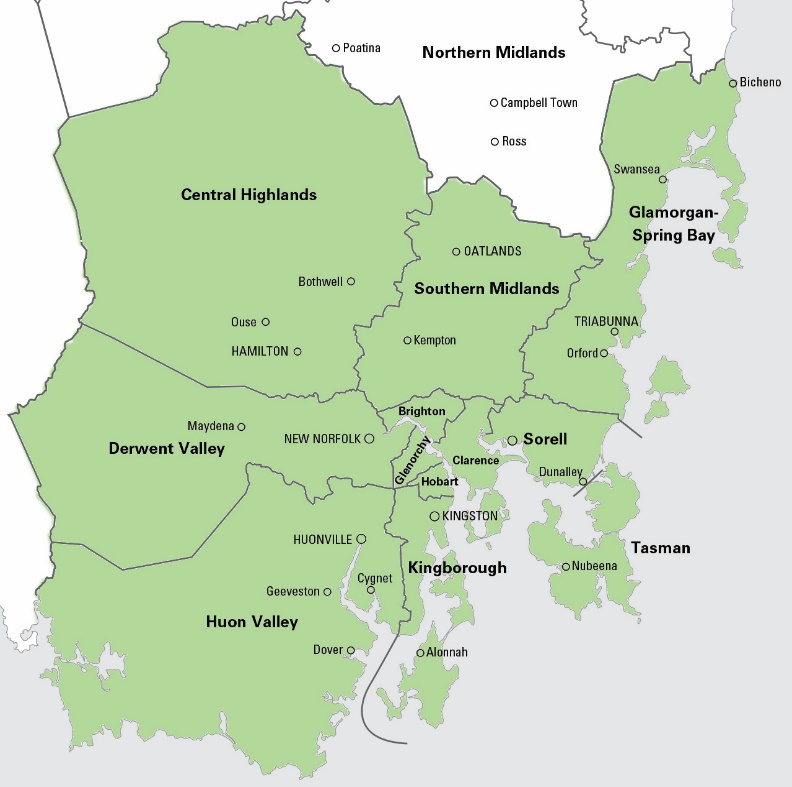 Poatina
Northern Midlands
Bicheno
Campbell Town
Ross
Swansea
Central Highlands
Glamorgan-
Spring Bay
OATLANDS
Bothwell
Southern Midlands
Ouse
TRIABUNNA
HAMILTON
Kempton
Orford
Brighton
Maydena
NEW NORFOLK
Sorell
Derwent Valley
Glenorchy
Clarence
Dunalley
Hobart
KINGSTON
HUONVILLE
Tasman
Kingborough
Nubeena
Cygnet
Geeveston
Huon Valley
Dover
Alonnah